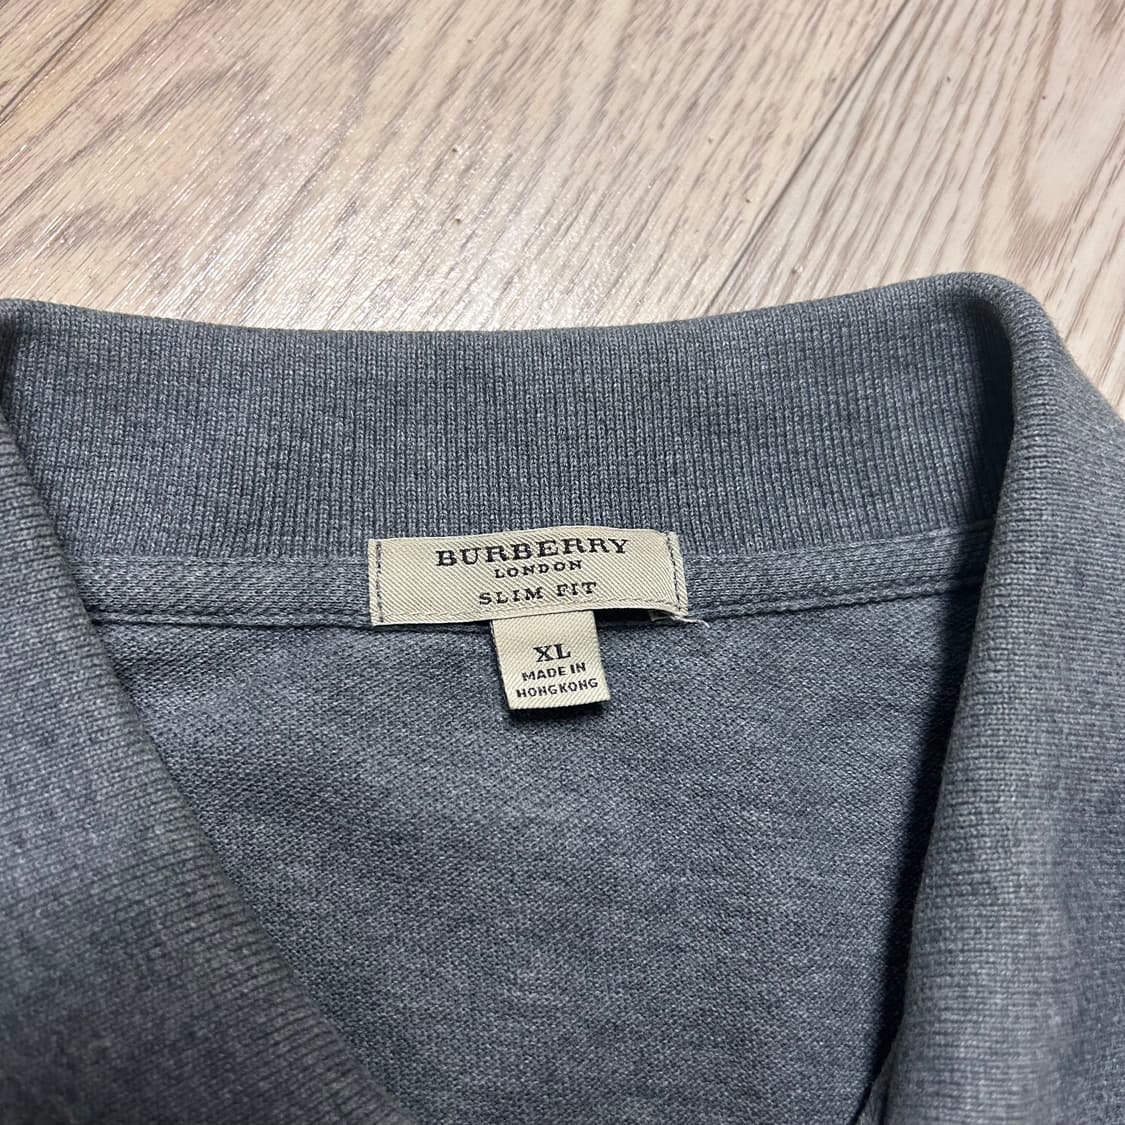 BURBERRY
LONDON
SLIM FIT
XL
MADE IN
HONGKONG